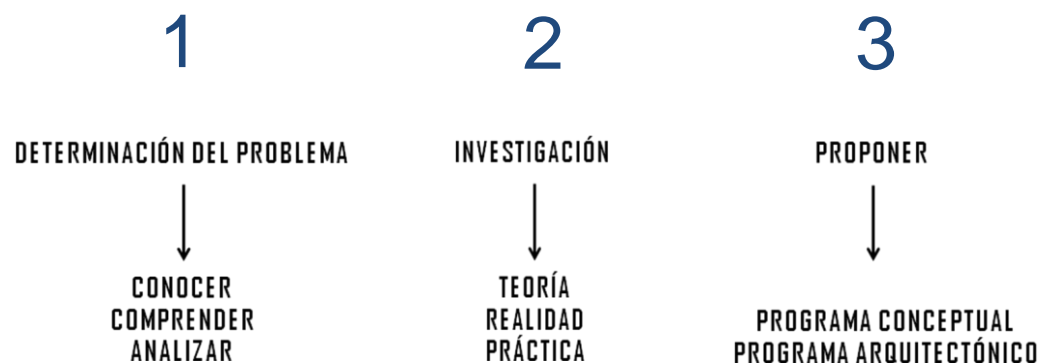 1
2
3
DETERMINACIÓN DEL PROBLEMA
INVESTIGACIÓN
PROPONER
CONOCER
COMPRENDER
ANALIZAR
TEORÍA
REALIDAD
PRÁCTICA
PROGRAMA CONCEPTUAL
PROGRAMA ARQUITECTÓNICO